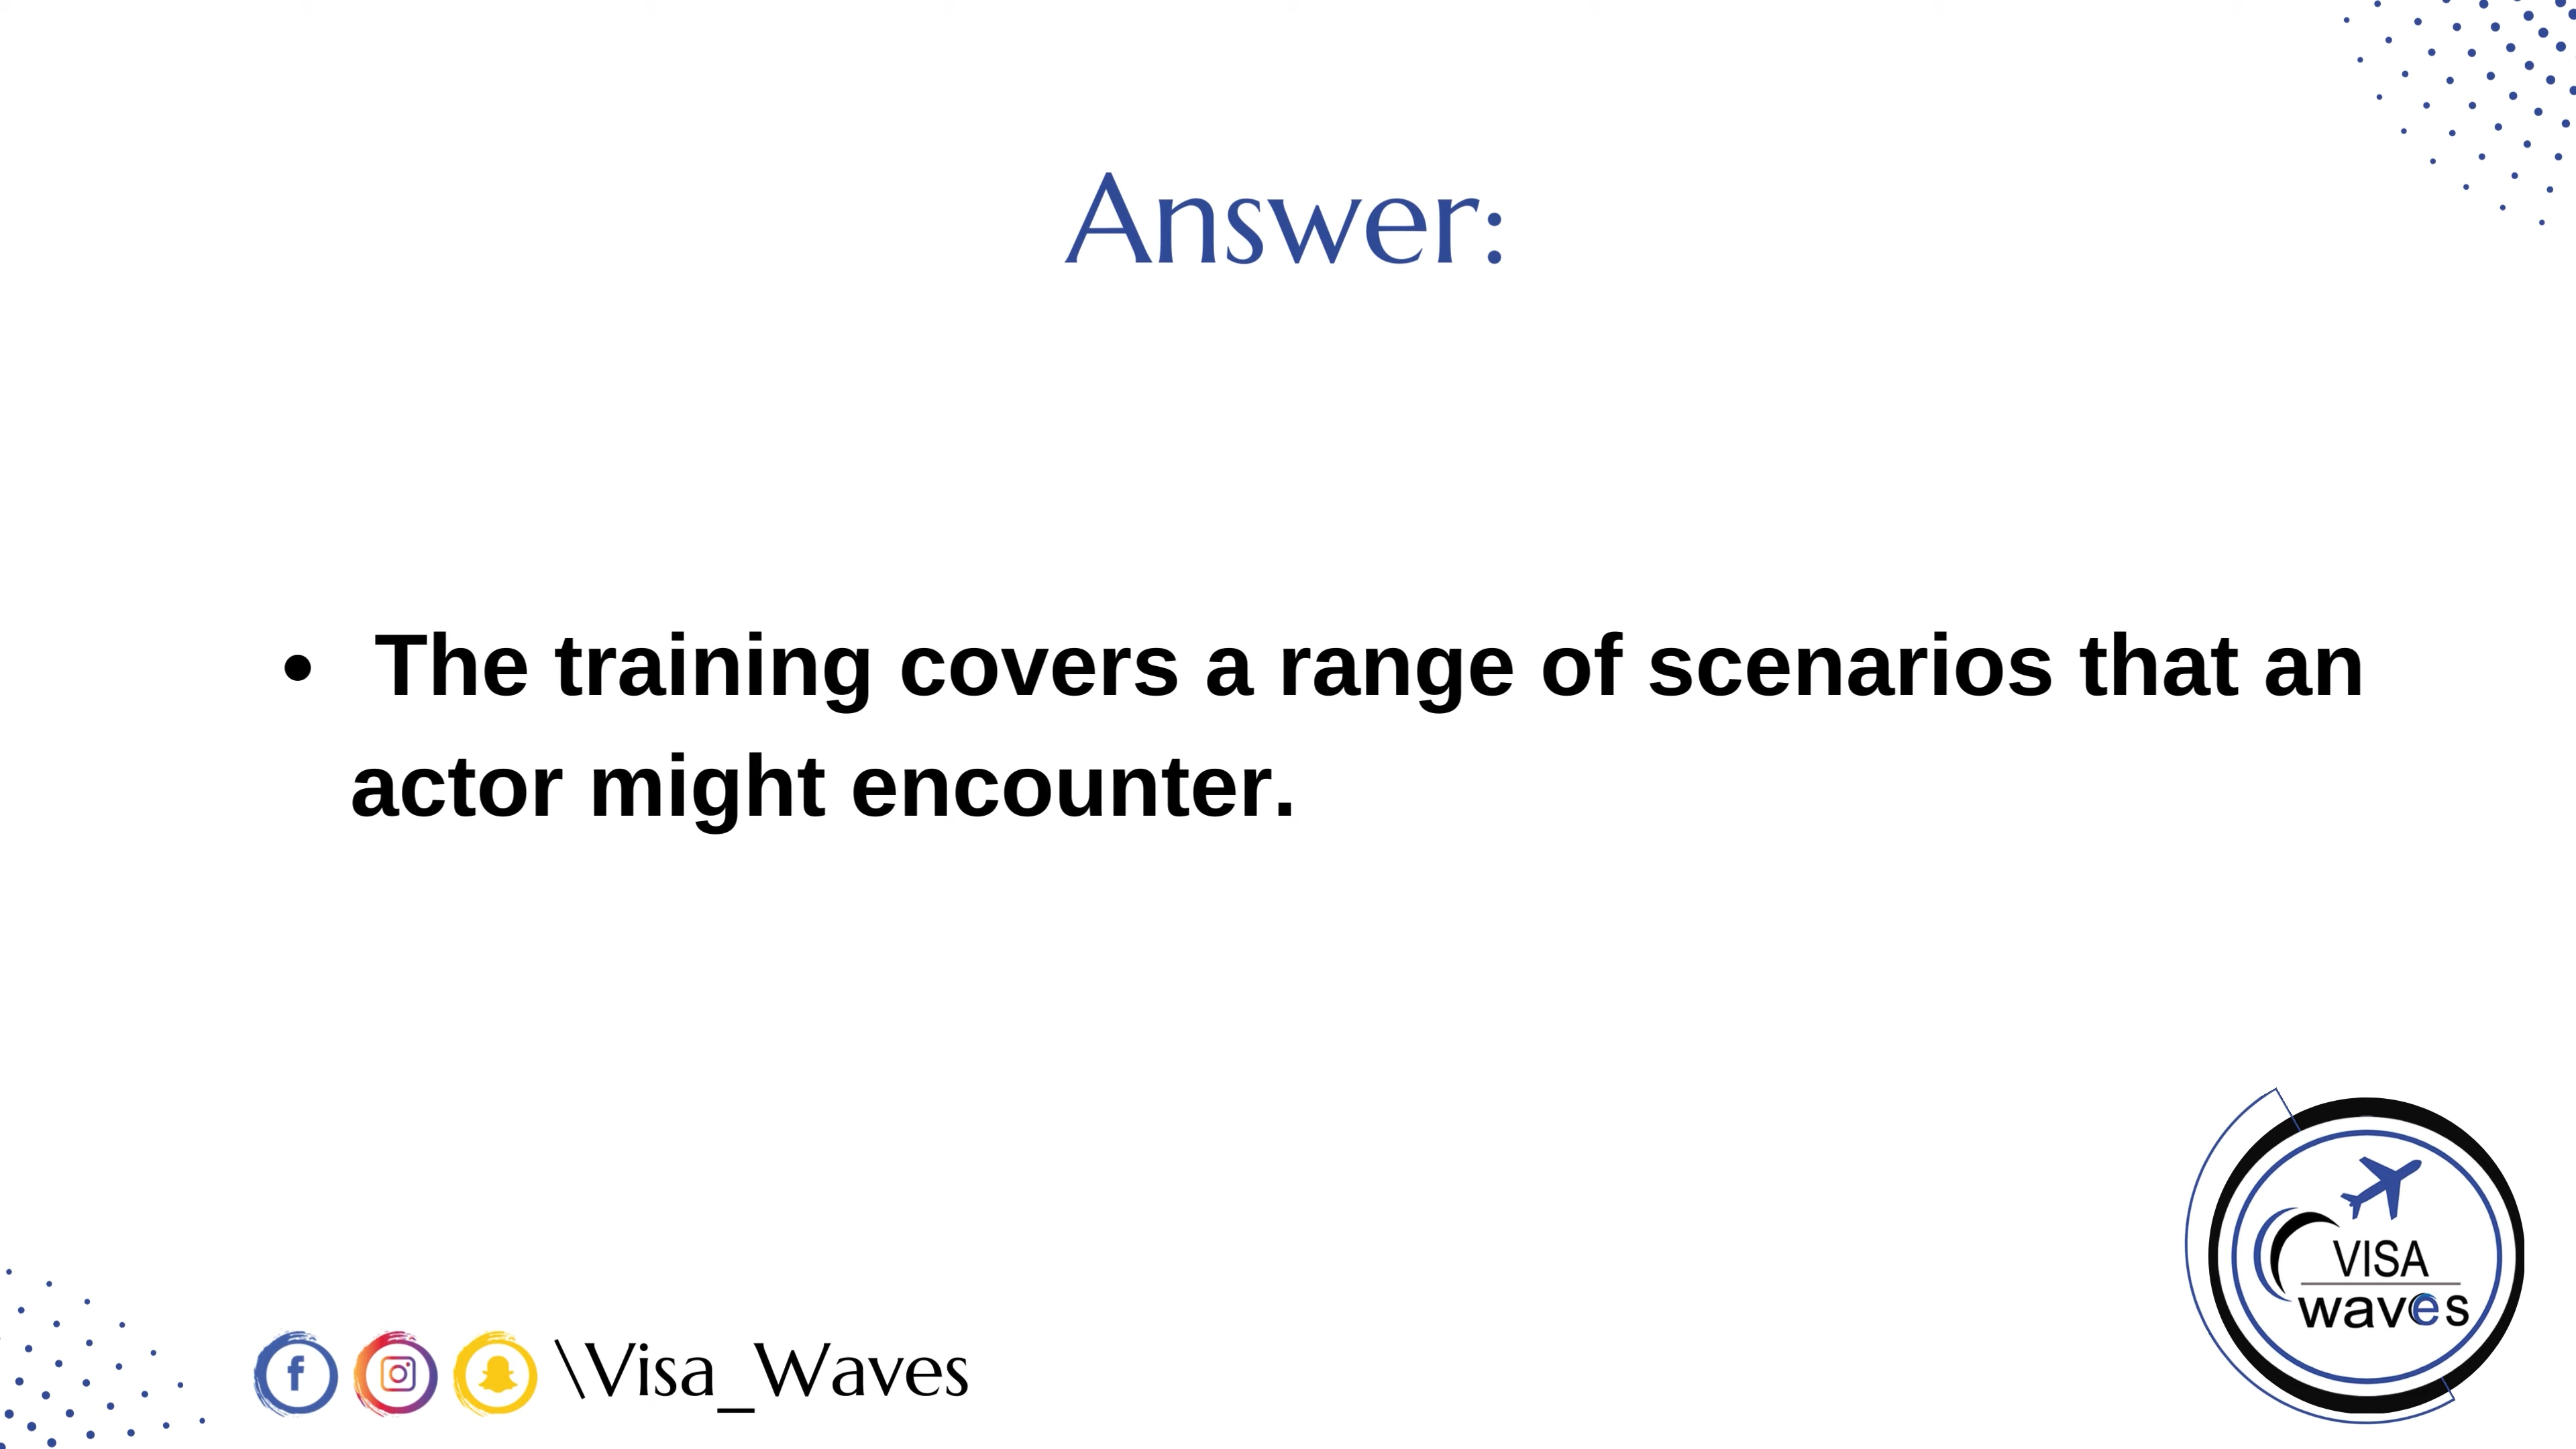 Answer:
• The training covers a range of scenarios that an
actor might encounter.
VISA
waves
\Visa_Waves